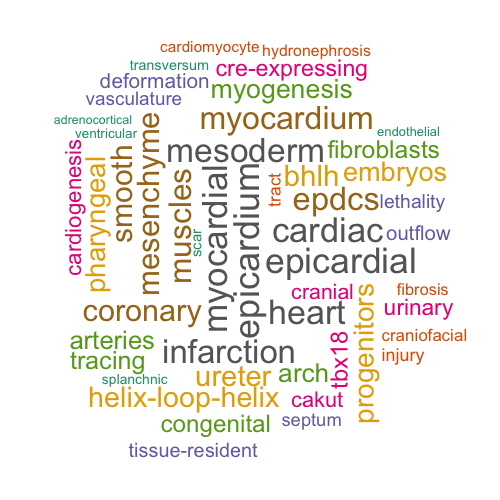 cardiomyocyte
hydronephrosis
transversum
cre-expressing
deformation
myogenesis
vasculature
myocardium
adrenocortical
ventricular
endothelial
mesoderm
fibroblasts
cardiogenesis
pharyngeal
smooth
mesenchyme
muscles
scar
myocardial
epicardium
tract
bhlh
embryos
epdcs
lethality
cardiac
outflow
epicardial
cranial
fibrosis
coronary
heart
urinary
progenitors
tbx18
craniofacial
arteries
infarction
injury
tracing
splanchnic
ureter
arch
helix-loop-helix
cakut
congenital
septum
tissue-resident